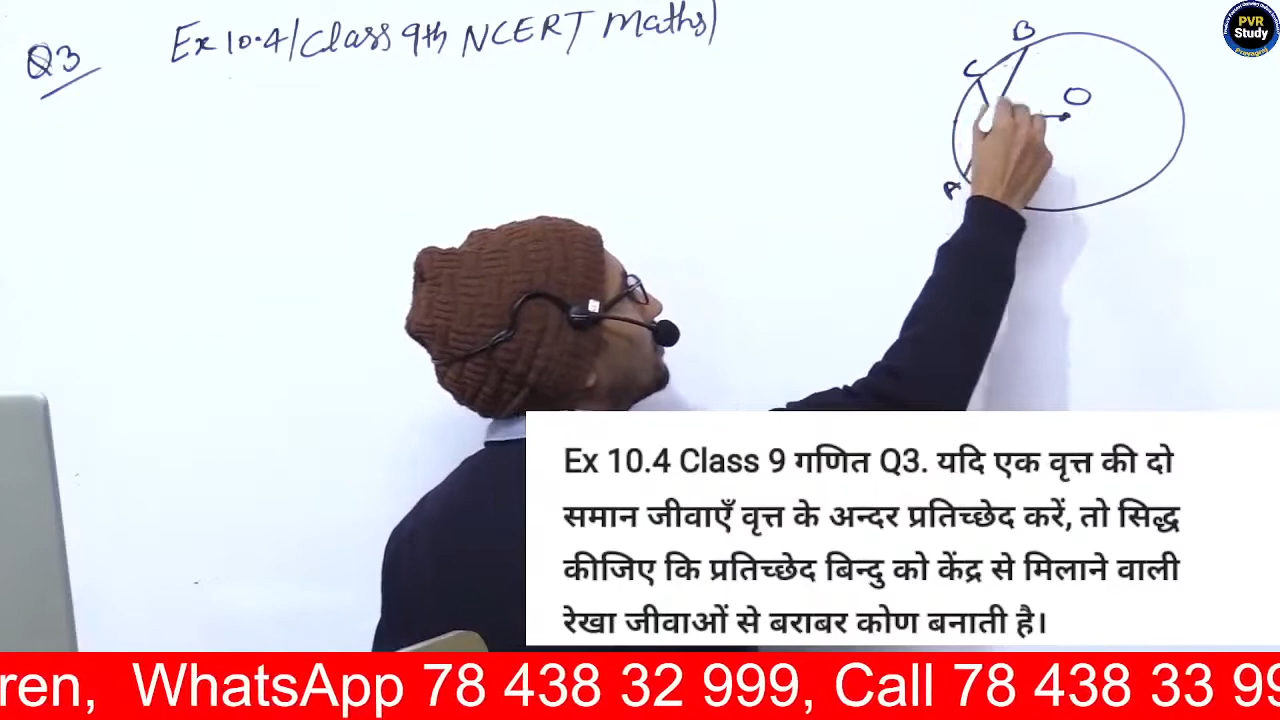 Q3 Ex 10.4/Class 9th NCERT Maths)
PVR
Study
Prayagraj
B
C
O
A
Ex 10.4 Class 9 गणित Q3. यदि एक वृत्त की दो
समान जीवाएँ वृत्त के अन्दर प्रतिच्छेद करें, तो सिद्ध
कीजिए कि प्रतिच्छेद बिन्दु को केंद्र से मिलाने वाली
रेखा जीवाओं से बराबर कोण बनाती है।
ren, WhatsApp 78 438 32 999, Call 78 438 33 99